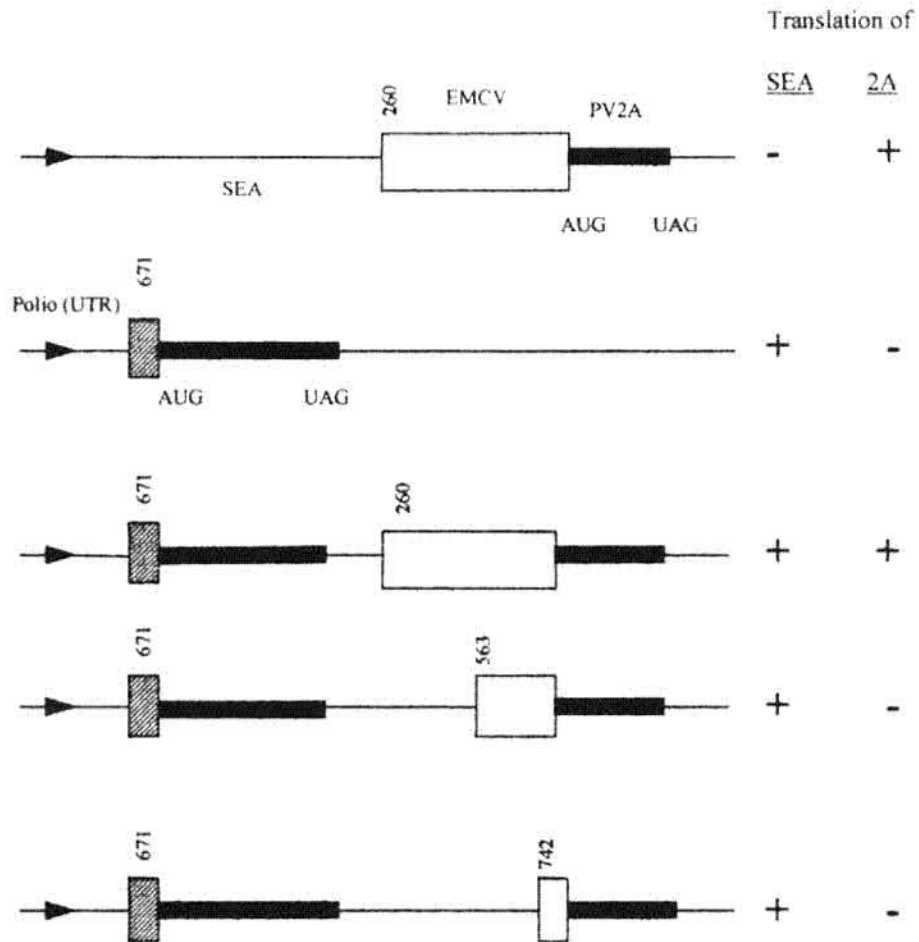 Translation of
SEA 2A
260 EMCV PV2A
- +
SEA
AUG UAG
671
Polio (UTR)
+ -
AUG UAG
671 260
+ +
671 563
+ -
671 742
+ -